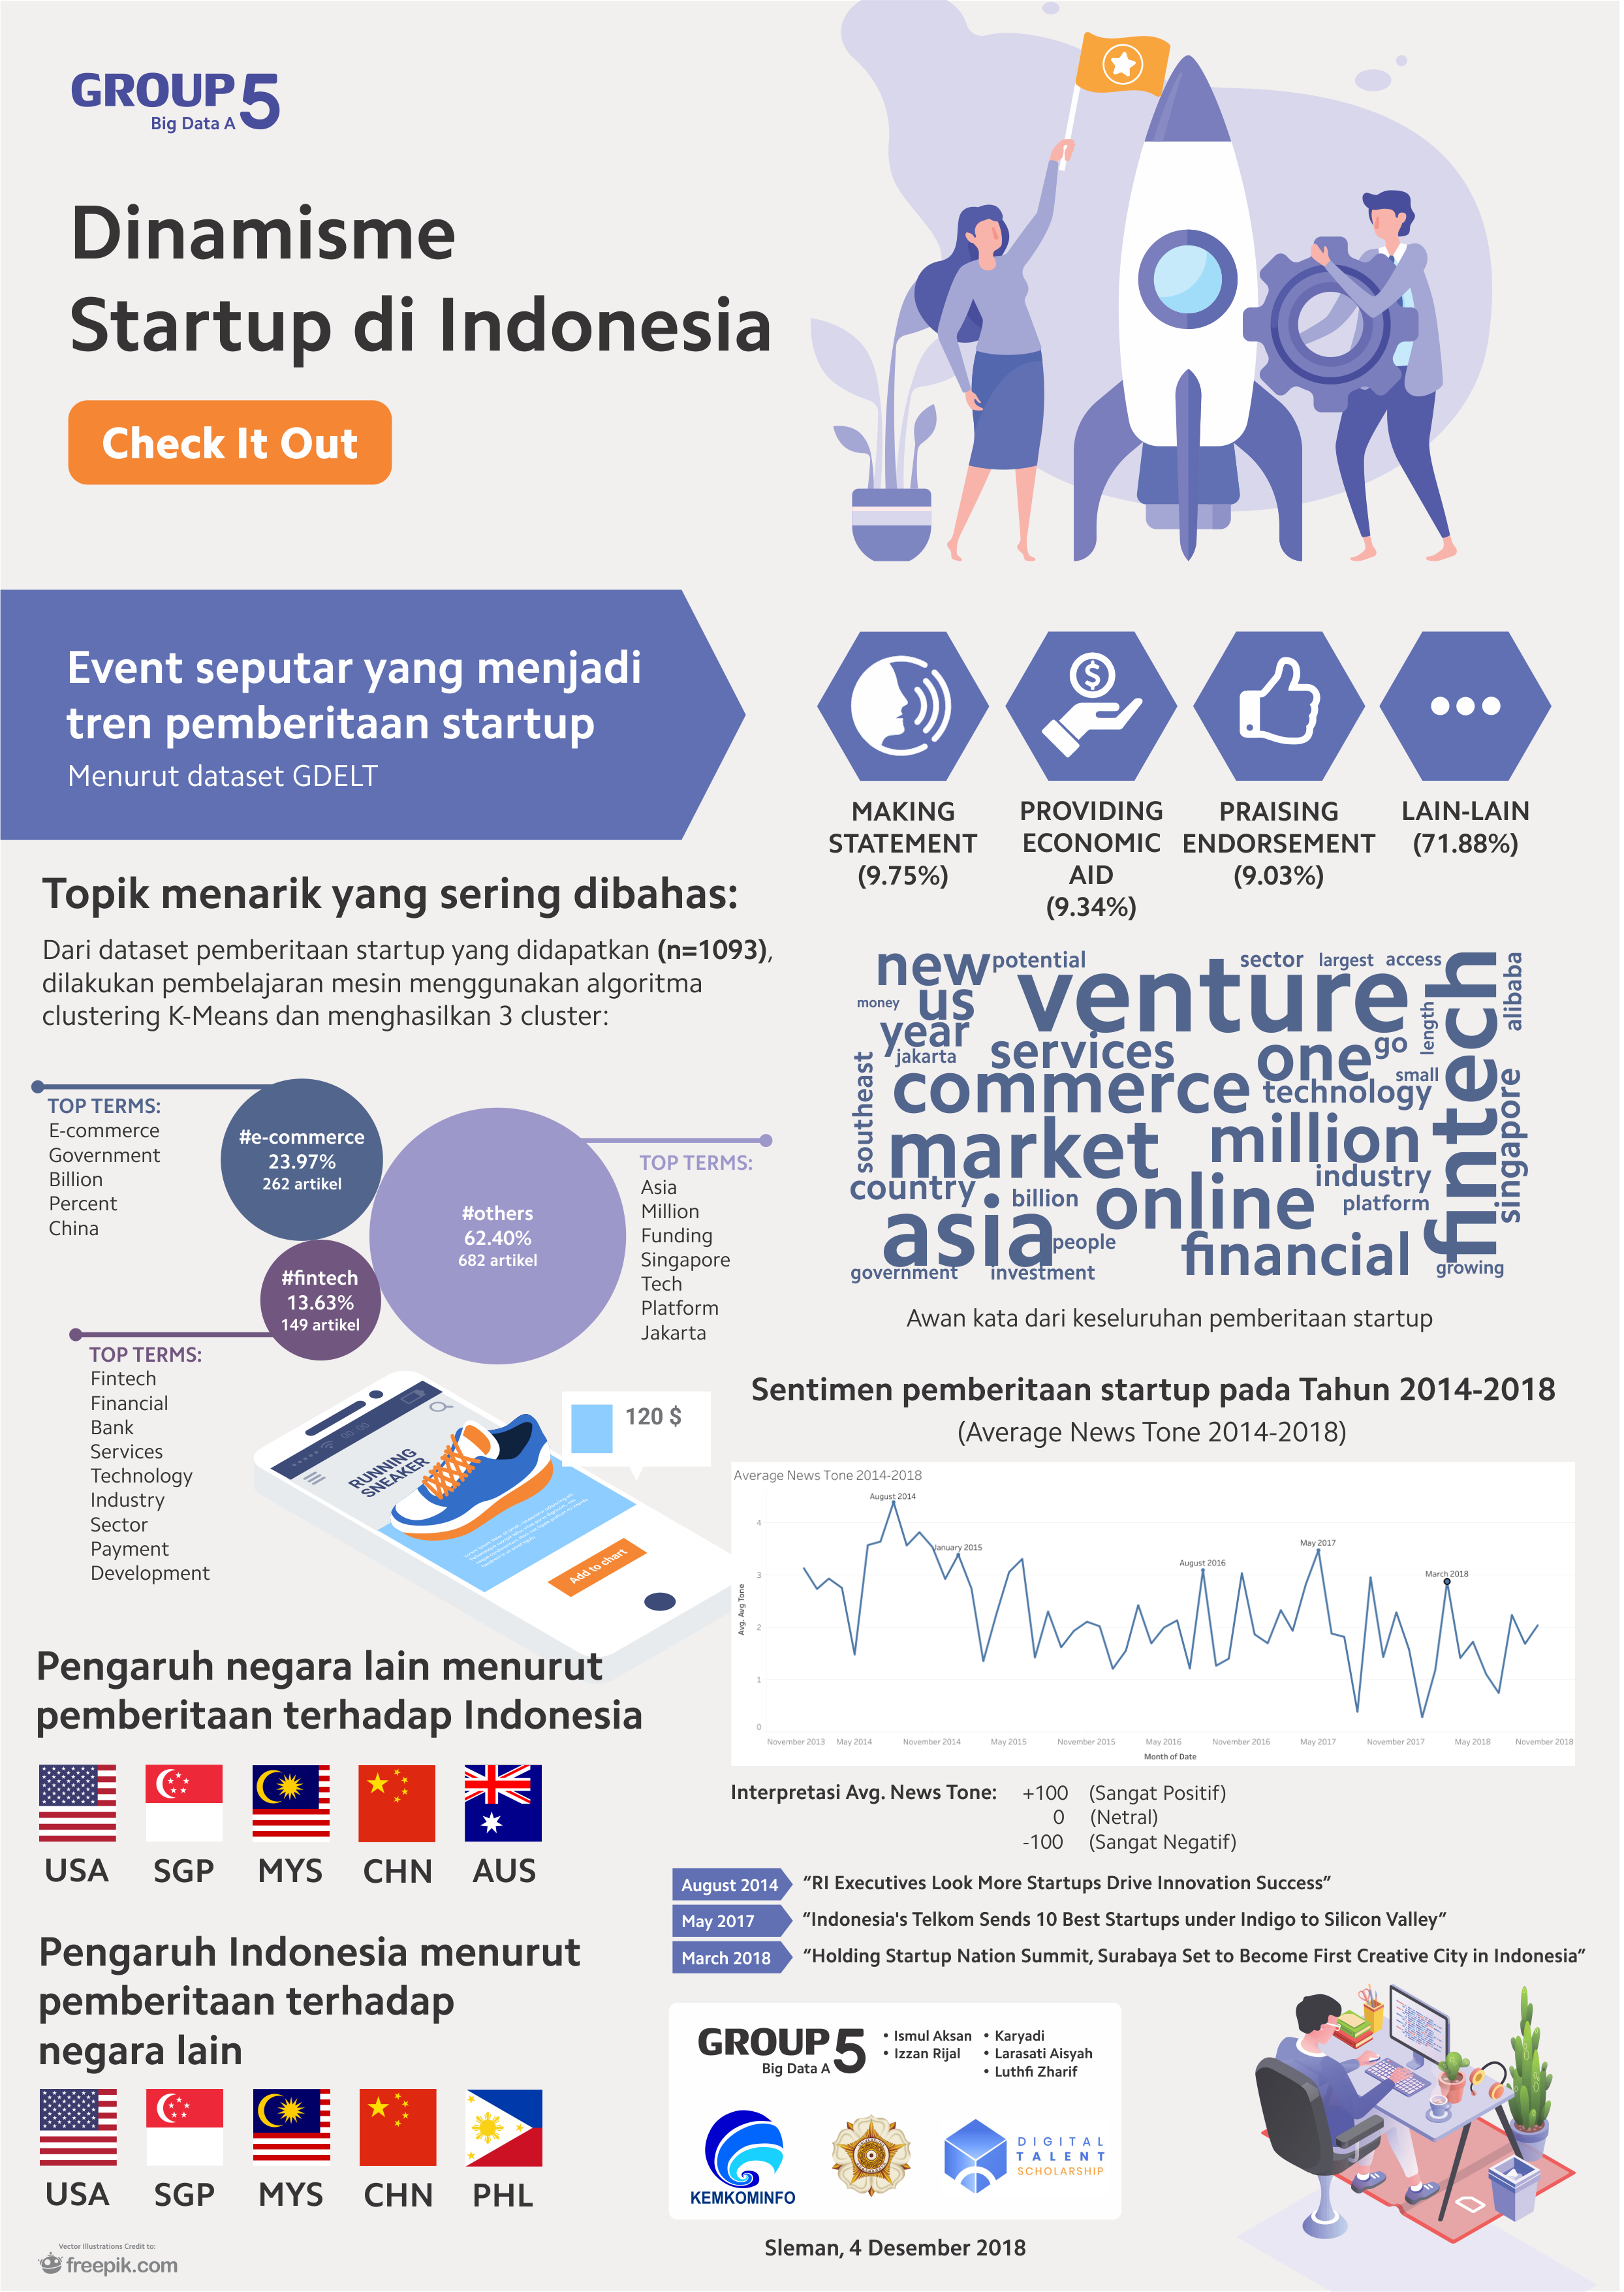 GROUP 5
Big Data A
Dinamisme
Startup di Indonesia
Check It Out
Event seputar yang menjadi
tren pemberitaan startup
Menurut dataset GDELT
MAKING
STATEMENT
(9.75%)
PROVIDING
ECONOMIC
AID
(9.34%)
PRAISING
ENDORSEMENT
(9.03%)
LAIN-LAIN
(71.88%)
Topik menarik yang sering dibahas:
Dari dataset pemberitaan startup yang didapatkan (n=1093),
dilakukan pembelajaran mesin menggunakan algoritma
clustering K-Means dan menghasilkan 3 cluster:
TOP TERMS:
E-commerce
Government
Billion
Percent
China
#e-commerce
23.97%
262 artikel
#others
62.40%
682 artikel
TOP TERMS:
Asia
Million
Funding
Singapore
Tech
Platform
Jakarta
#fintech
13.63%
149 artikel
TOP TERMS:
Fintech
Financial
Bank
Services
Technology
Industry
Sector
Payment
Development
RUNNING
SNEAKER
Add to chart
120 $
new
potential
sector
largest
access
alibaba
money
us
venture
fintech
year
length
jakarta
services
one
go
southeast
commerce
technology
small
singapore
market
million
country
billion
online
industry
platform
asia
people
financial
government
investment
growing
Awan kata dari keseluruhan pemberitaan startup
Sentimen pemberitaan startup pada Tahun 2014-2018
(Average News Tone 2014-2018)
Average News Tone 2014-2018
August 2014
January 2015
August 2016
May 2017
March 2018
Avg. Avg Tone
4
3
2
1
0
November 2013
May 2014
November 2014
May 2015
November 2015
May 2016
November 2016
May 2017
November 2017
May 2018
November 2018
Month of Date
Interpretasi Avg. News Tone: +100 (Sangat Positif)
0 (Netral)
-100 (Sangat Negatif)
August 2014 “RI Executives Look More Startups Drive Innovation Success”
May 2017 “Indonesia's Telkom Sends 10 Best Startups under Indigo to Silicon Valley”
March 2018 “Holding Startup Nation Summit, Surabaya Set to Become First Creative City in Indonesia”
Pengaruh negara lain menurut
pemberitaan terhadap Indonesia
USA SGP MYS CHN AUS
Pengaruh Indonesia menurut
pemberitaan terhadap
negara lain
USA SGP MYS CHN PHL
GROUP 5
Big Data A
• Ismul Aksan
• Izzan Rijal
• Karyadi
• Larasati Aisyah
• Luthfi Zharif
KEMKOMINFO
DIGITAL
TALENT
SCHOLARSHIP
Sleman, 4 Desember 2018
Vector Illustrations Credit to:
freepik.com